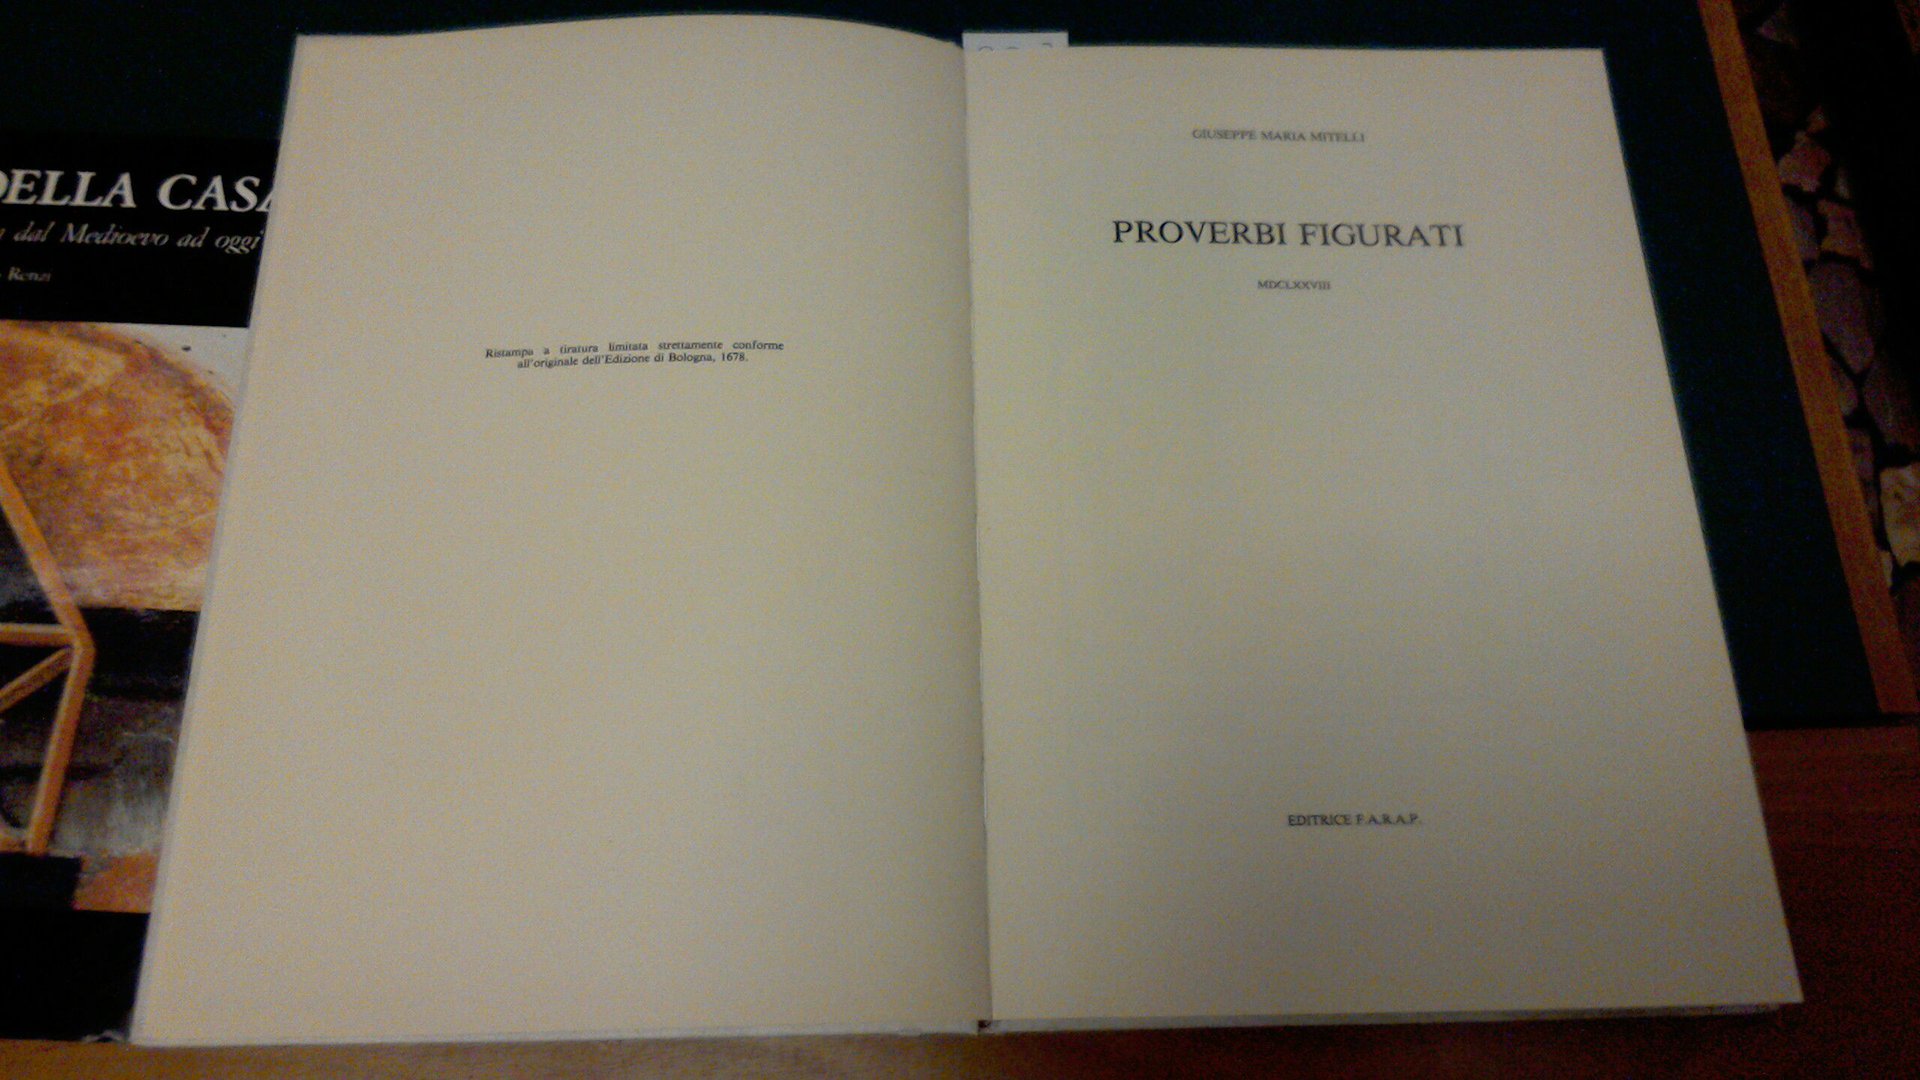 DELLA CASA
dal Medioevo ad oggi
Renzi
Ristampa a tiratura limitata strettamente conforme
all'originale dell'Edizione di Bologna, 1678.
GIUSEPPE MARIA MITELLI
PROVERBI FIGURATI
MDCLXXVIII
EDITRICE F.A.R.A.P.